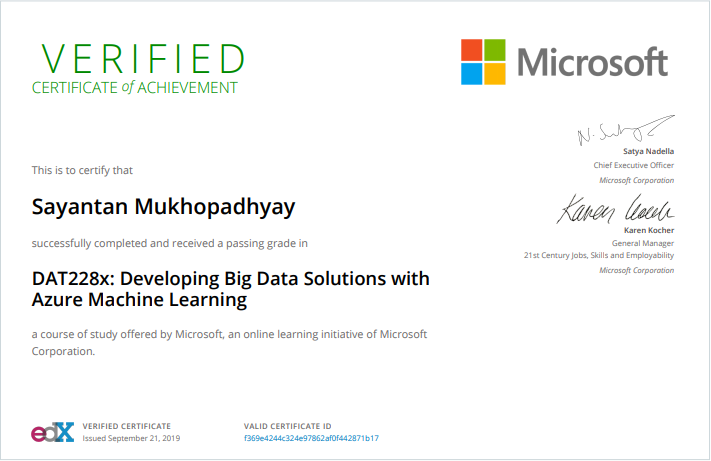 VERIFIED
CERTIFICATE of ACHIEVEMENT
Microsoft
This is to certify that
Sayantan Mukhopadhyay
successfully completed and received a passing grade in
DAT228x: Developing Big Data Solutions with
Azure Machine Learning
a course of study offered by Microsoft, an online learning initiative of Microsoft
Corporation.
Satya Nadella
Chief Executive Officer
Microsoft Corporation
Karen Kocher
Karen Kocher
General Manager
21st Century Jobs, Skills and Employability
Microsoft Corporation
edX
VERIFIED CERTIFICATE
Issued September 21, 2019
VALID CERTIFICATE ID
f369e4244c324e97862af0f442871b17